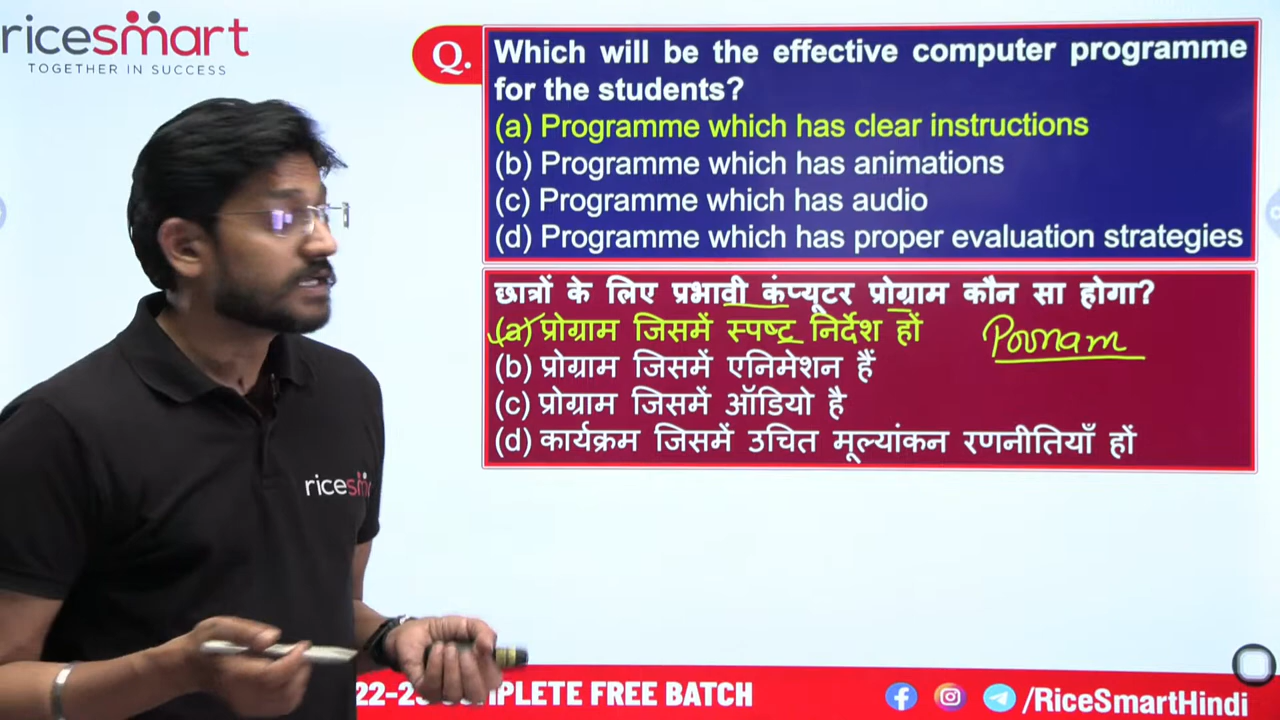 ricesmart
TOGETHER IN SUCCESS
Q.
Which will be the effective computer programme
for the students?
(a) Programme which has clear instructions
(b) Programme which has animations
(c) Programme which has audio
(d) Programme which has proper evaluation strategies
छात्रों के लिए प्रभावी कंप्यूटर प्रोग्राम कौन सा होगा?
(a) प्रोग्राम जिसमें स्पष्ट निर्देश हों
Poonam
(b) प्रोग्राम जिसमें एनिमेशन हैं
(c) प्रोग्राम जिसमें ऑडियो है
(d) कार्यक्रम जिसमें उचित मूल्यांकन रणनीतियाँ हों
ricesm
FREE BATCH
/RiceSmartHindi